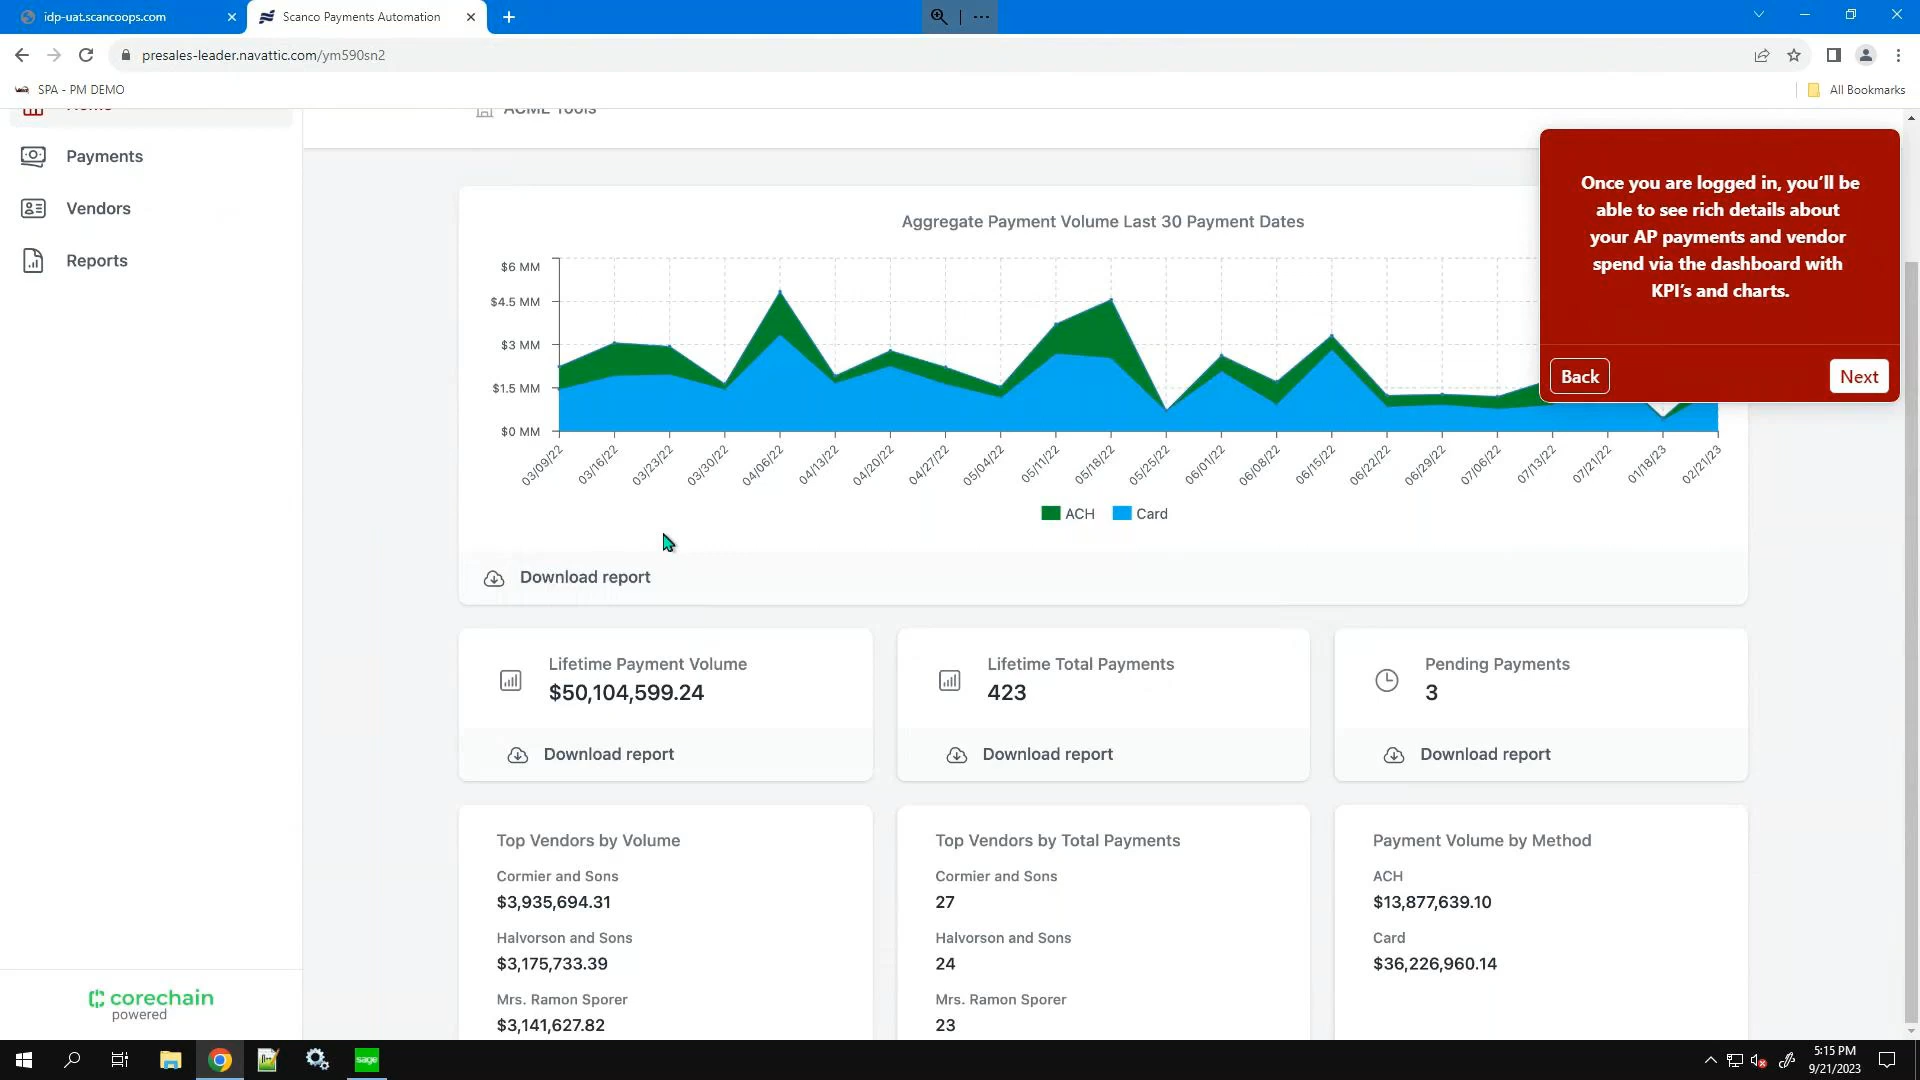 idp-uat.scancoops.com
Scanco Payments Automation
presales-leader.navattic.com/ym590sn2
SPA - PM DEMO
All Bookmarks
Home
ACME Tools
Payments
Vendors
Reports
Once you are logged in, you'll be
able to see rich details about
your AP payments and vendor
spend via the dashboard with
KPI's and charts.
Back
Next
Aggregate Payment Volume Last 30 Payment Dates
$6 MM
$4.5 MM
$3 MM
$1.5 MM
$0 MM
03/09/22
03/16/22
03/23/22
03/30/22
04/06/22
04/13/22
04/20/22
04/27/22
05/04/22
05/11/22
05/18/22
05/25/22
06/01/22
06/08/22
06/15/22
06/22/22
06/29/22
07/06/22
07/13/22
07/21/22
01/18/23
02/21/23
ACH
Card
Download report
Lifetime Payment Volume
$50,104,599.24
Download report
Lifetime Total Payments
423
Download report
Pending Payments
3
Download report
Top Vendors by Volume
Cormier and Sons
$3,935,694.31
Halvorson and Sons
$3,175,733.39
Mrs. Ramon Sporer
$3,141,627.82
Top Vendors by Total Payments
Cormier and Sons
27
Halvorson and Sons
24
Mrs. Ramon Sporer
23
Payment Volume by Method
ACH
$13,877,639.10
Card
$36,226,960.14
corechain
powered
sage
5:15 PM
9/21/2023